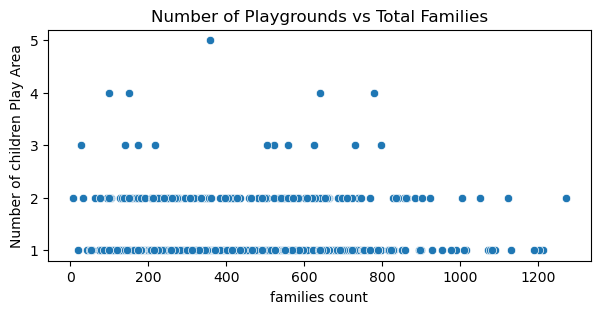 Number of Playgrounds vs Total Families
Number of children Play Area
5
4
3
2
1
0 200 400 600 800 1000 1200
families count